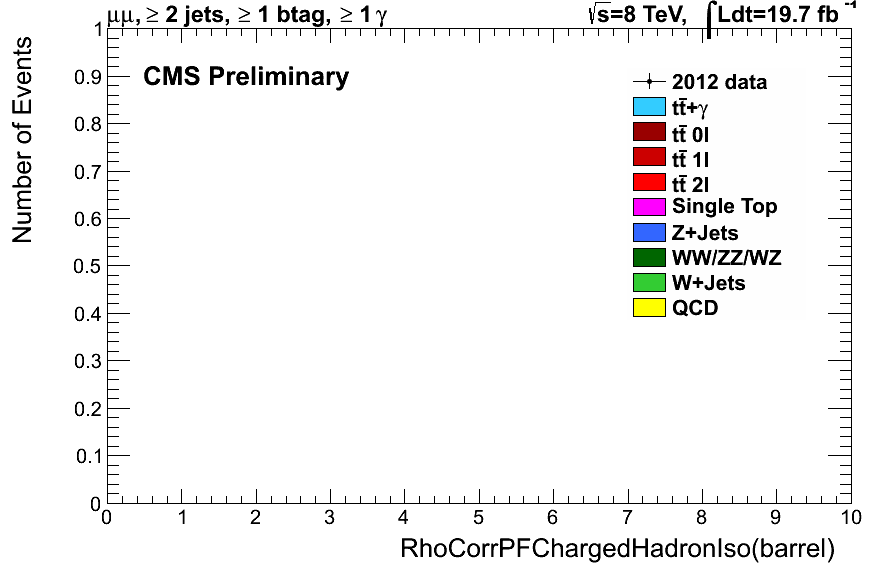 μμ, ≥ 2 jets, ≥ 1 btag, ≥ 1 γ
√s=8 TeV, ∫Ldt=19.7 fb⁻¹
CMS Preliminary
2012 data
tt̄+γ
tt̄ 0l
tt̄ 1l
tt̄ 2l
Single Top
Z+Jets
WW/ZZ/WZ
W+Jets
QCD
Number of Events
1
0.9
0.8
0.7
0.6
0.5
0.4
0.3
0.2
0.1
0
0 1 2 3 4 5 6 7 8 9 10
RhoCorrPFChargedHadronIso(barrel)